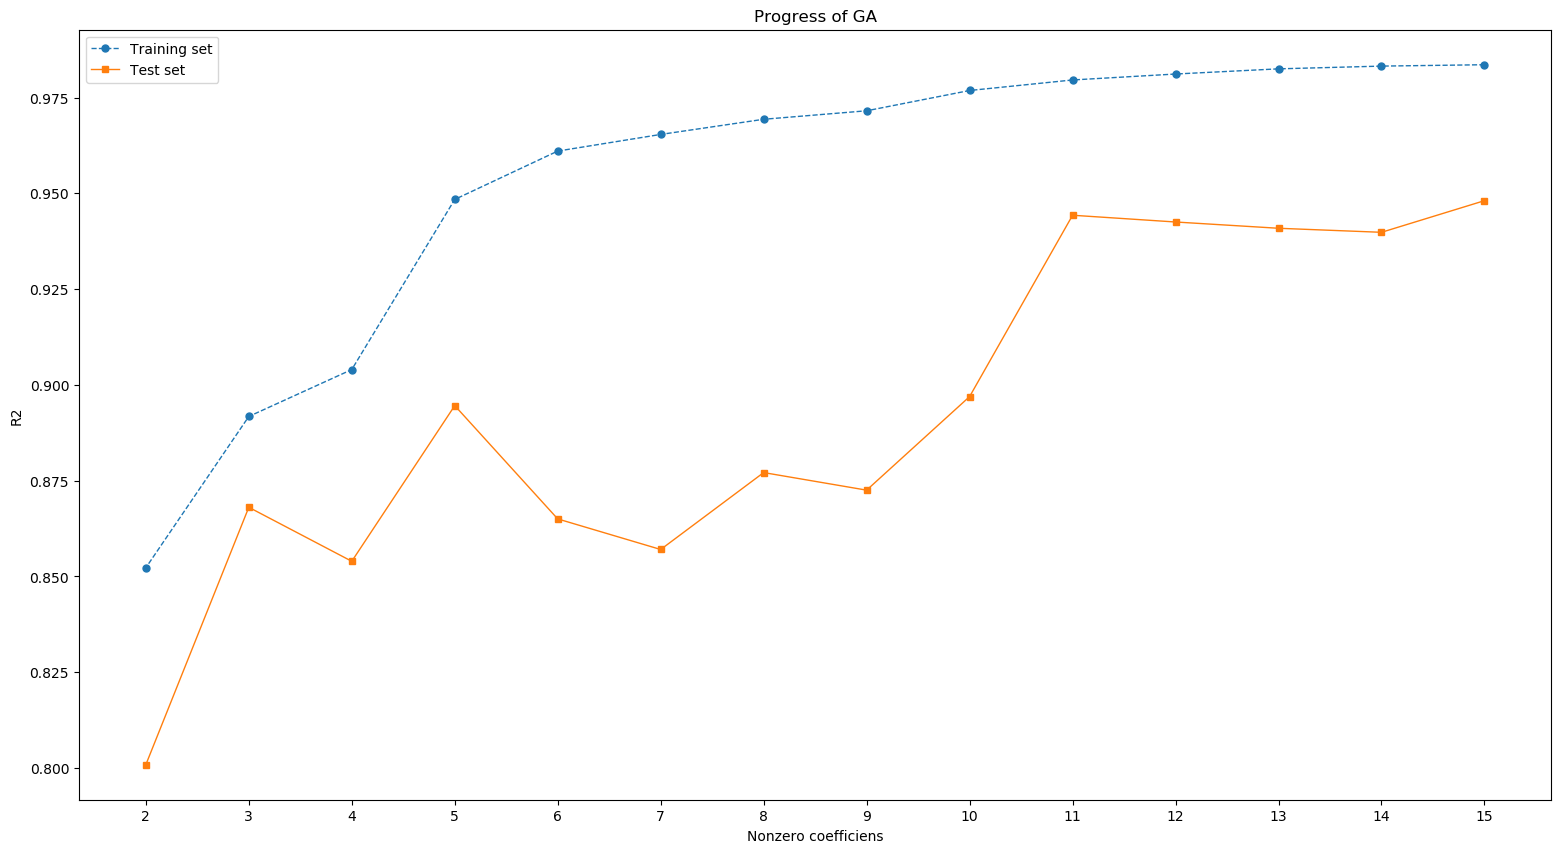 Progress of GA
Training set
Test set
0.975
0.950
0.925
0.900
0.875
0.850
0.825
0.800
R2
2 3 4 5 6 7 8 9 10 11 12 13 14 15
Nonzero coefficiens